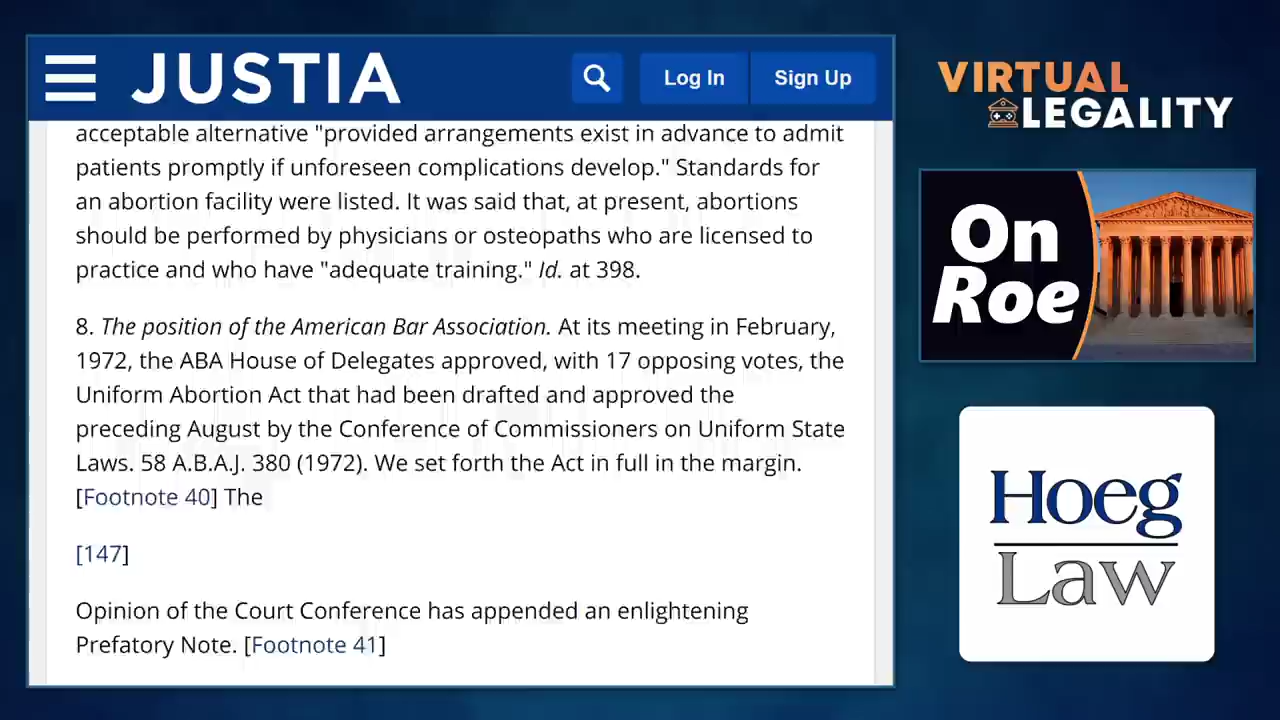 JUSTIA
Log In
Sign Up
acceptable alternative "provided arrangements exist in advance to admit
patients promptly if unforeseen complications develop." Standards for
an abortion facility were listed. It was said that, at present, abortions
should be performed by physicians or osteopaths who are licensed to
practice and who have "adequate training." Id. at 398.
8. The position of the American Bar Association. At its meeting in February,
1972, the ABA House of Delegates approved, with 17 opposing votes, the
Uniform Abortion Act that had been drafted and approved the
preceding August by the Conference of Commissioners on Uniform State
Laws. 58 A.B.A.J. 380 (1972). We set forth the Act in full in the margin.
[Footnote 40] The
[147]
Opinion of the Court Conference has appended an enlightening
Prefatory Note. [Footnote 41]
VIRTUAL
LEGALITY
On
Roe
Hoeg
Law